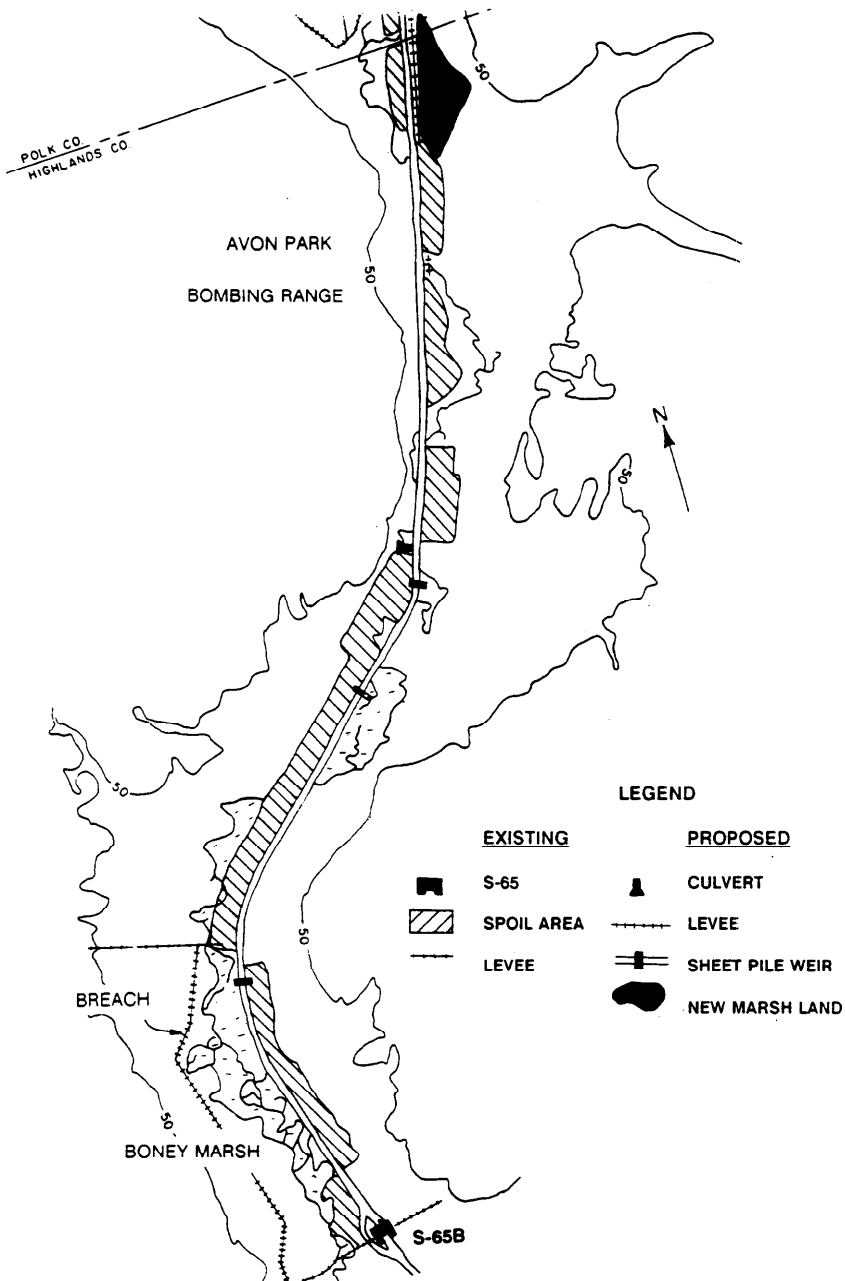 50
POLK CO.
HIGHLANDS CO.
AVON PARK
BOMBING RANGE
50
N
50
50
LEGEND
EXISTING
PROPOSED
S-65
CULVERT
SPOIL AREA
LEVEE
LEVEE
SHEET PILE WEIR
NEW MARSH LAND
50
BREACH
50
BONEY MARSH
S-65B